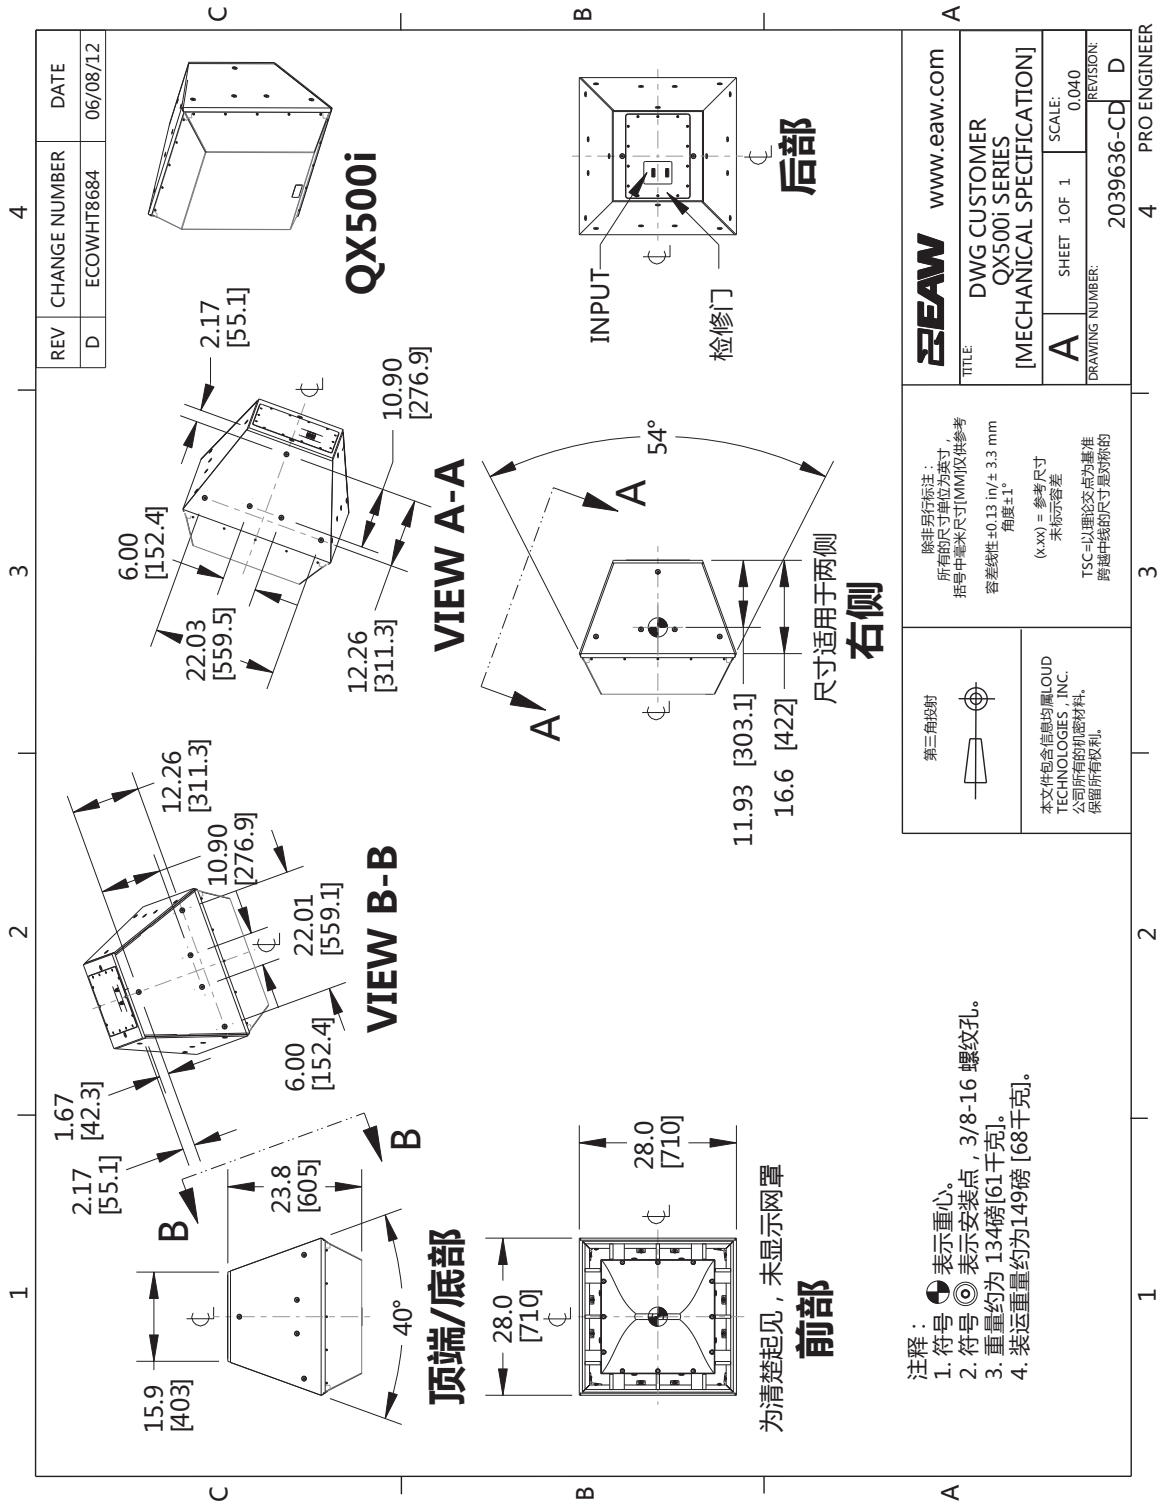 1
2
3
4
C
C
REV CHANGE NUMBER DATE
D ECOWHT8684 06/08/12
15.9
[403]
23.8
[605]
40°
顶端/底部
B
B
2.17
[55.1]
1.67
[42.3]
12.26
[311.3]
10.90
[276.9]
22.01
[559.1]
6.00
[152.4]
VIEW B-B
6.00
[152.4]
22.03
[559.5]
12.26
[311.3]
2.17
[55.1]
10.90
[276.9]
VIEW A-A
QX500i
B
B
28.0
[710]
28.0
[710]
为清楚起见，未显示网罩
前部
A
A
54°
11.93 [303.1]
16.6 [422]
尺寸适用于两侧
右侧
INPUT
检修门
后部
A
A
注释：
1. 符号 表示重心。
2. 符号 表示安装点，3/8-16 螺纹孔。
3. 重量约为 134磅[61千克]。
4. 装运重量约为149磅 [68千克]。
第三角投射
本文件包含信息均属LOUD
TECHNOLOGIES，INC.
公司所有的机密材料。
保留所有权利。
除非另行标注：
所有的尺寸单位为英寸，
括号中毫米尺寸[MM]仅供参考
容差线性±0.13 in/± 3.3 mm
角度±1°
(x.xx) = 参考尺寸
未标示容差
TSC=以理论交点为基准
跨越中线的尺寸是对称的
EAW www.eaw.com
TITLE:
DWG CUSTOMER
QX500i SERIES
[MECHANICAL SPECIFICATION]
A
SHEET 1OF 1
SCALE:
0.040
DRAWING NUMBER:
2039636-CD
REVISION:
D
1
2
3
4
PRO ENGINEER